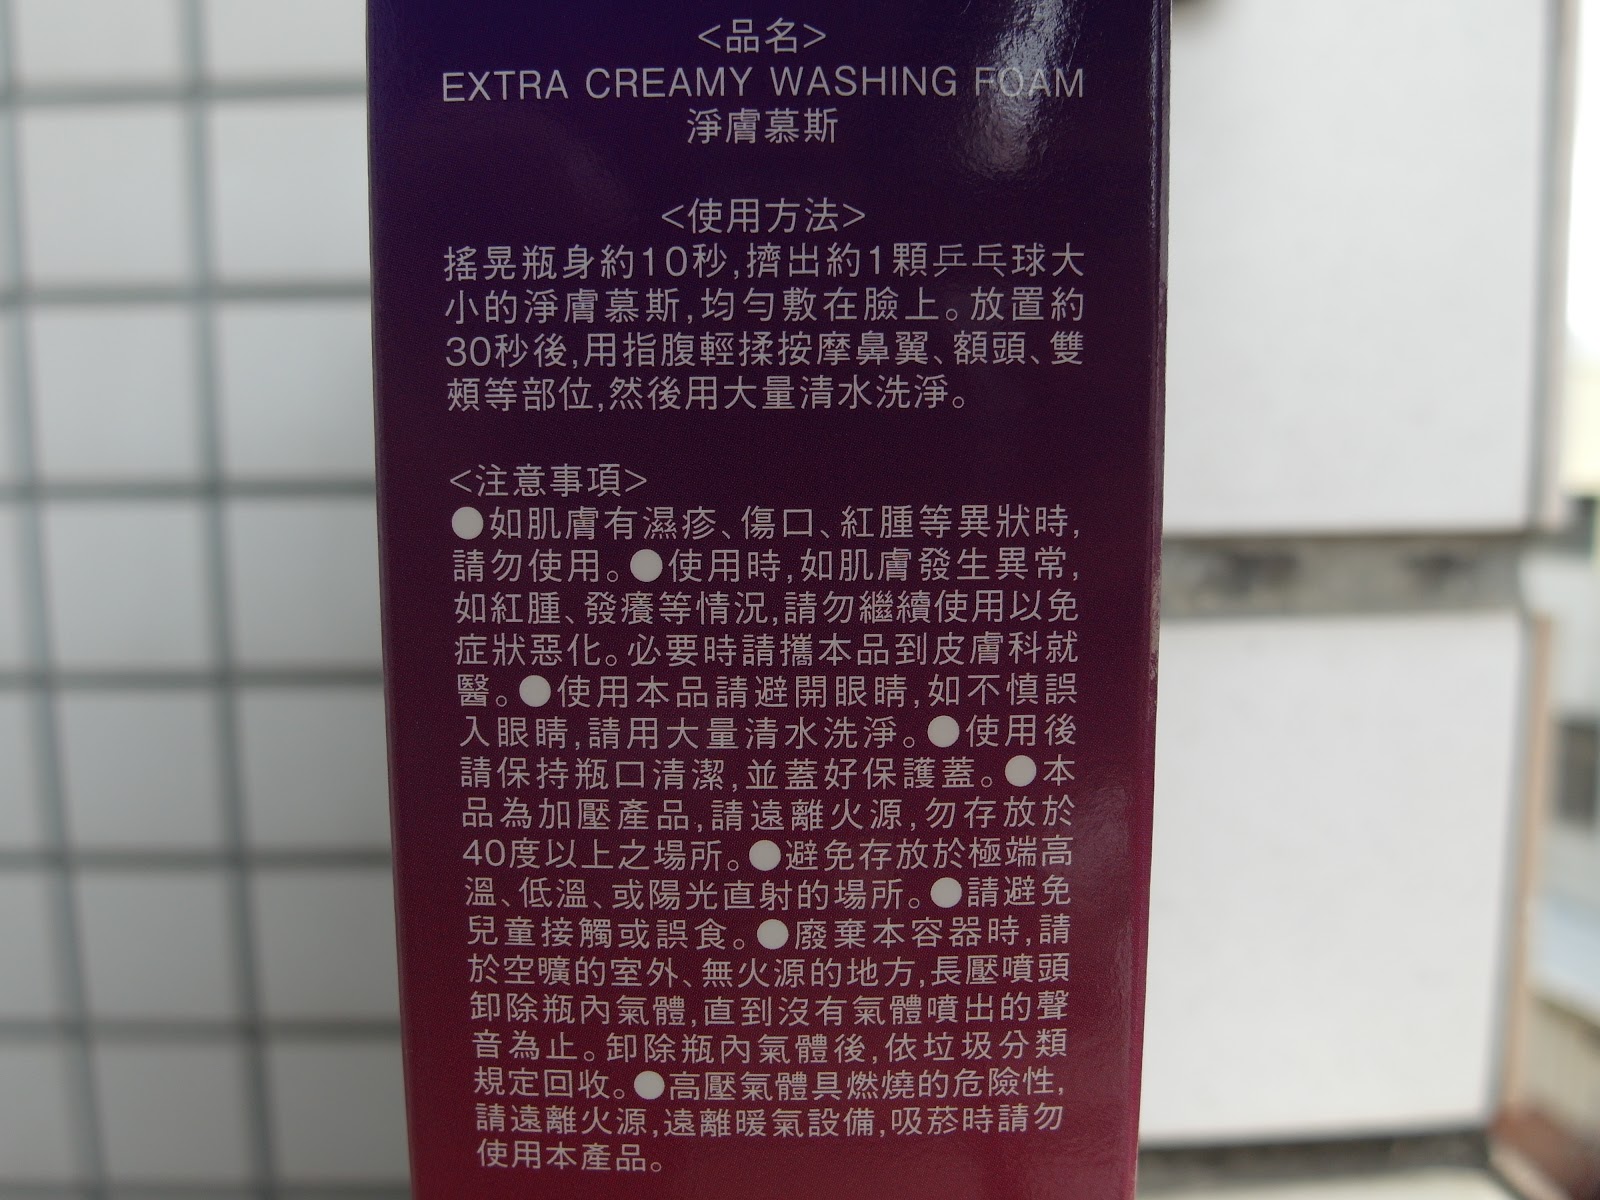 <品名>
EXTRA CREAMY WASHING FOAM
淨膚慕斯
<使用方法>
搖晃瓶身約10秒,擠出約1顆乒乓球大
小的淨膚慕斯,均勻敷在臉上。放置約
30秒後,用指腹輕揉按摩鼻翼、額頭、雙
頰等部位,然後用大量清水洗淨。
<注意事項>
●如肌膚有濕疹、傷口、紅腫等異狀時,
請勿使用。●使用時,如肌膚發生異常,
如紅腫、發癢等情況,請勿繼續使用以免
症狀惡化。必要時請攜本品到皮膚科就
醫。●使用本品請避開眼睛,如不慎誤
入眼睛,請用大量清水洗淨。●使用後
請保持瓶口清潔,並蓋好保護蓋。●本
品為加壓產品,請遠離火源,勿存放於
40度以上之場所。●避免存放於極端高
溫、低溫、或陽光直射的場所。●請避免
兒童接觸或誤食。●廢棄本容器時,請
於空曠的室外、無火源的地方,長壓噴頭
卸除瓶內氣體,直到沒有氣體噴出的聲
音為止。卸除瓶內氣體後,依垃圾分類
規定回收。●高壓氣體具燃燒的危險性,
請遠離火源,遠離暖氣設備,吸菸時請勿
使用本產品。